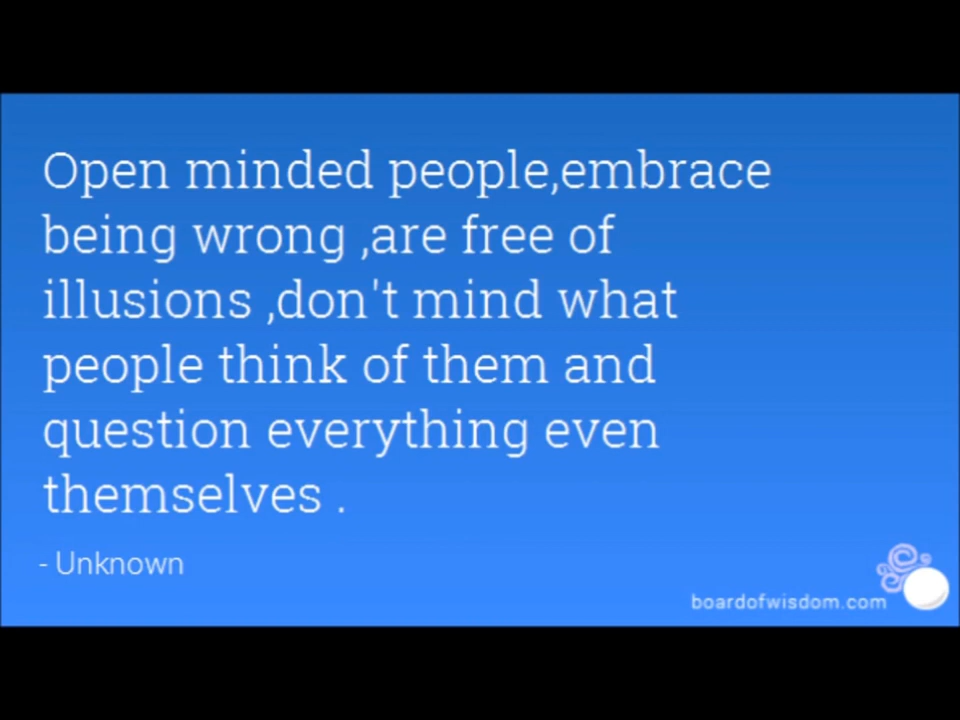 Open minded people,embrace
being wrong ,are free of
illusions ,don't mind what
people think of them and
question everything even
themselves .
- Unknown
boardofwisdom.com